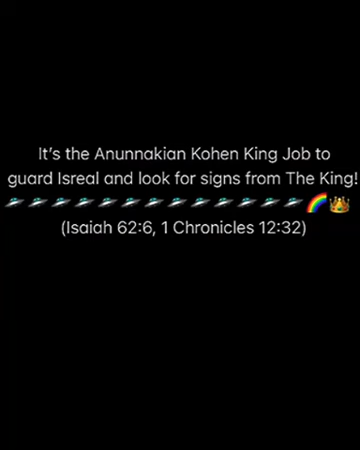 It's the Anunnakian Kohen King Job to
guard Isreal and look for signs from The King!
🛸🛸🛸🛸🛸🛸🛸🛸🛸🛸🛸🛸🛸🌈👑
(Isaiah 62:6, 1 Chronicles 12:32)